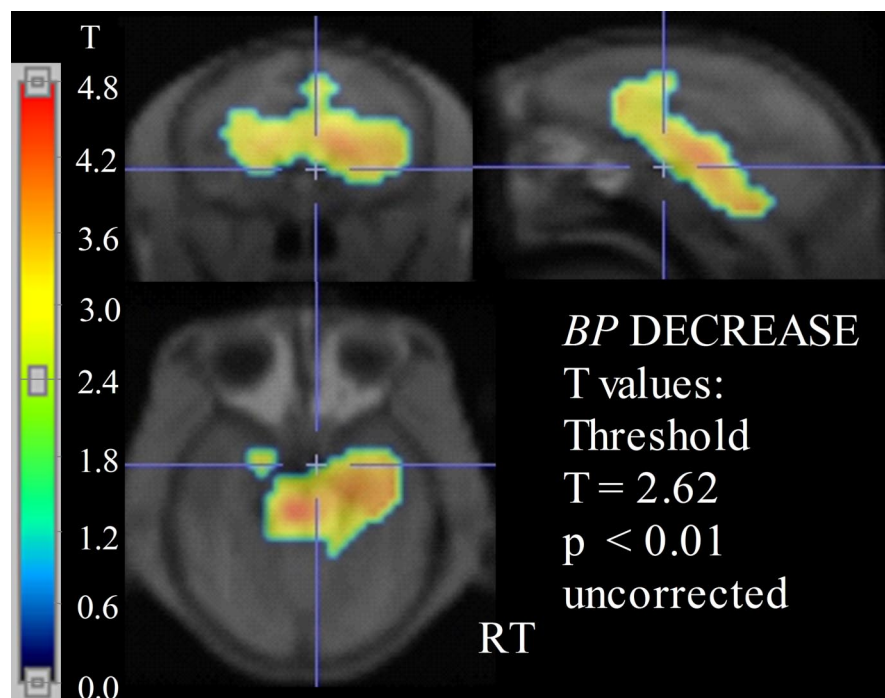 T
4.8
4.2
3.6
3.0
2.4
1.8
1.2
0.6
0.0
BP DECREASE
T values:
Threshold
T = 2.62
p < 0.01
uncorrected
RT